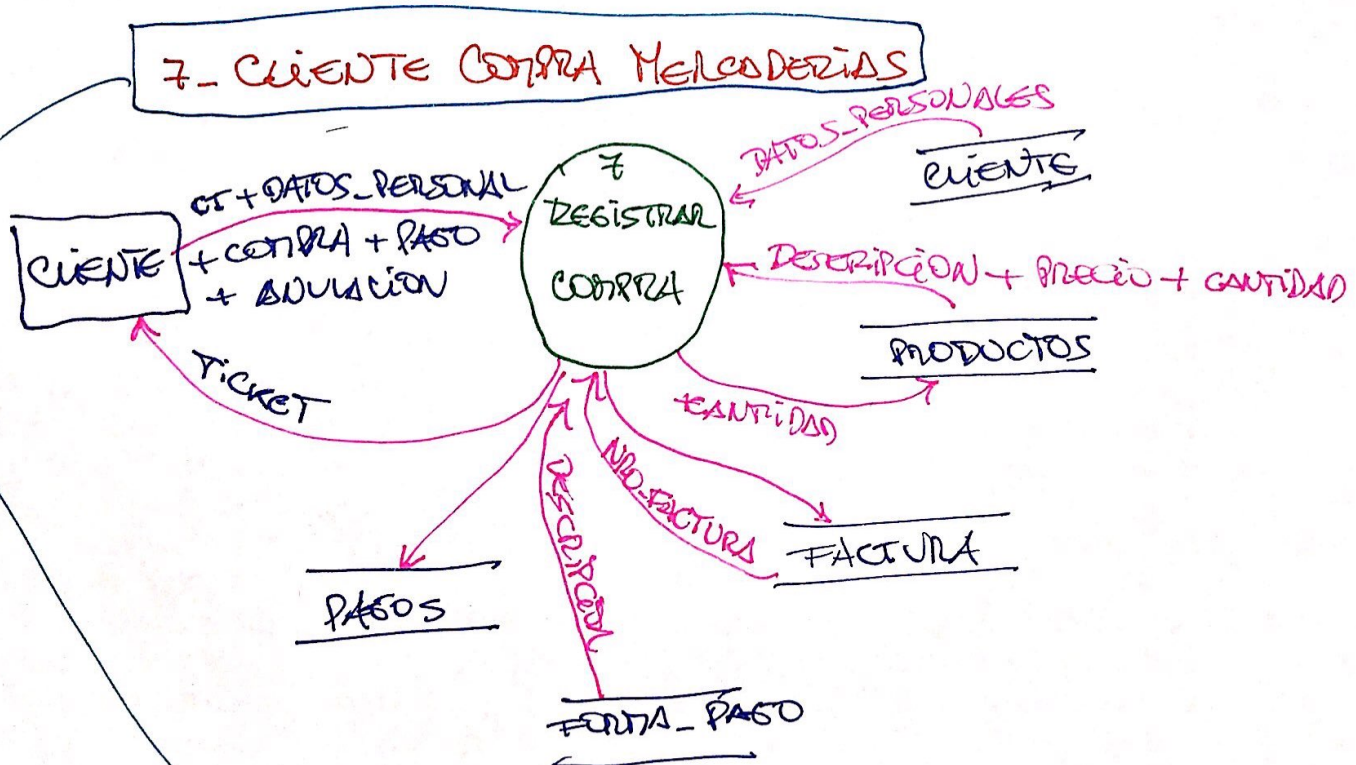 7- CLIENTE COMPRA MERCADERIAS
DATOS_PERSONALES
CLIENTE
CI + DATOS_PERSONAL
+ COMPRA + PAGO
+ ANULACION
CLIENTE
7
REGISTRAR
COMPRA
DESCRIPCION + PRECIO + CANTIDAD
PRODUCTOS
TICKET
+CANTIDAD
NRO_FACTURA
DESCRIPCION
FACTURA
PAGOS
FORMA_PAGO